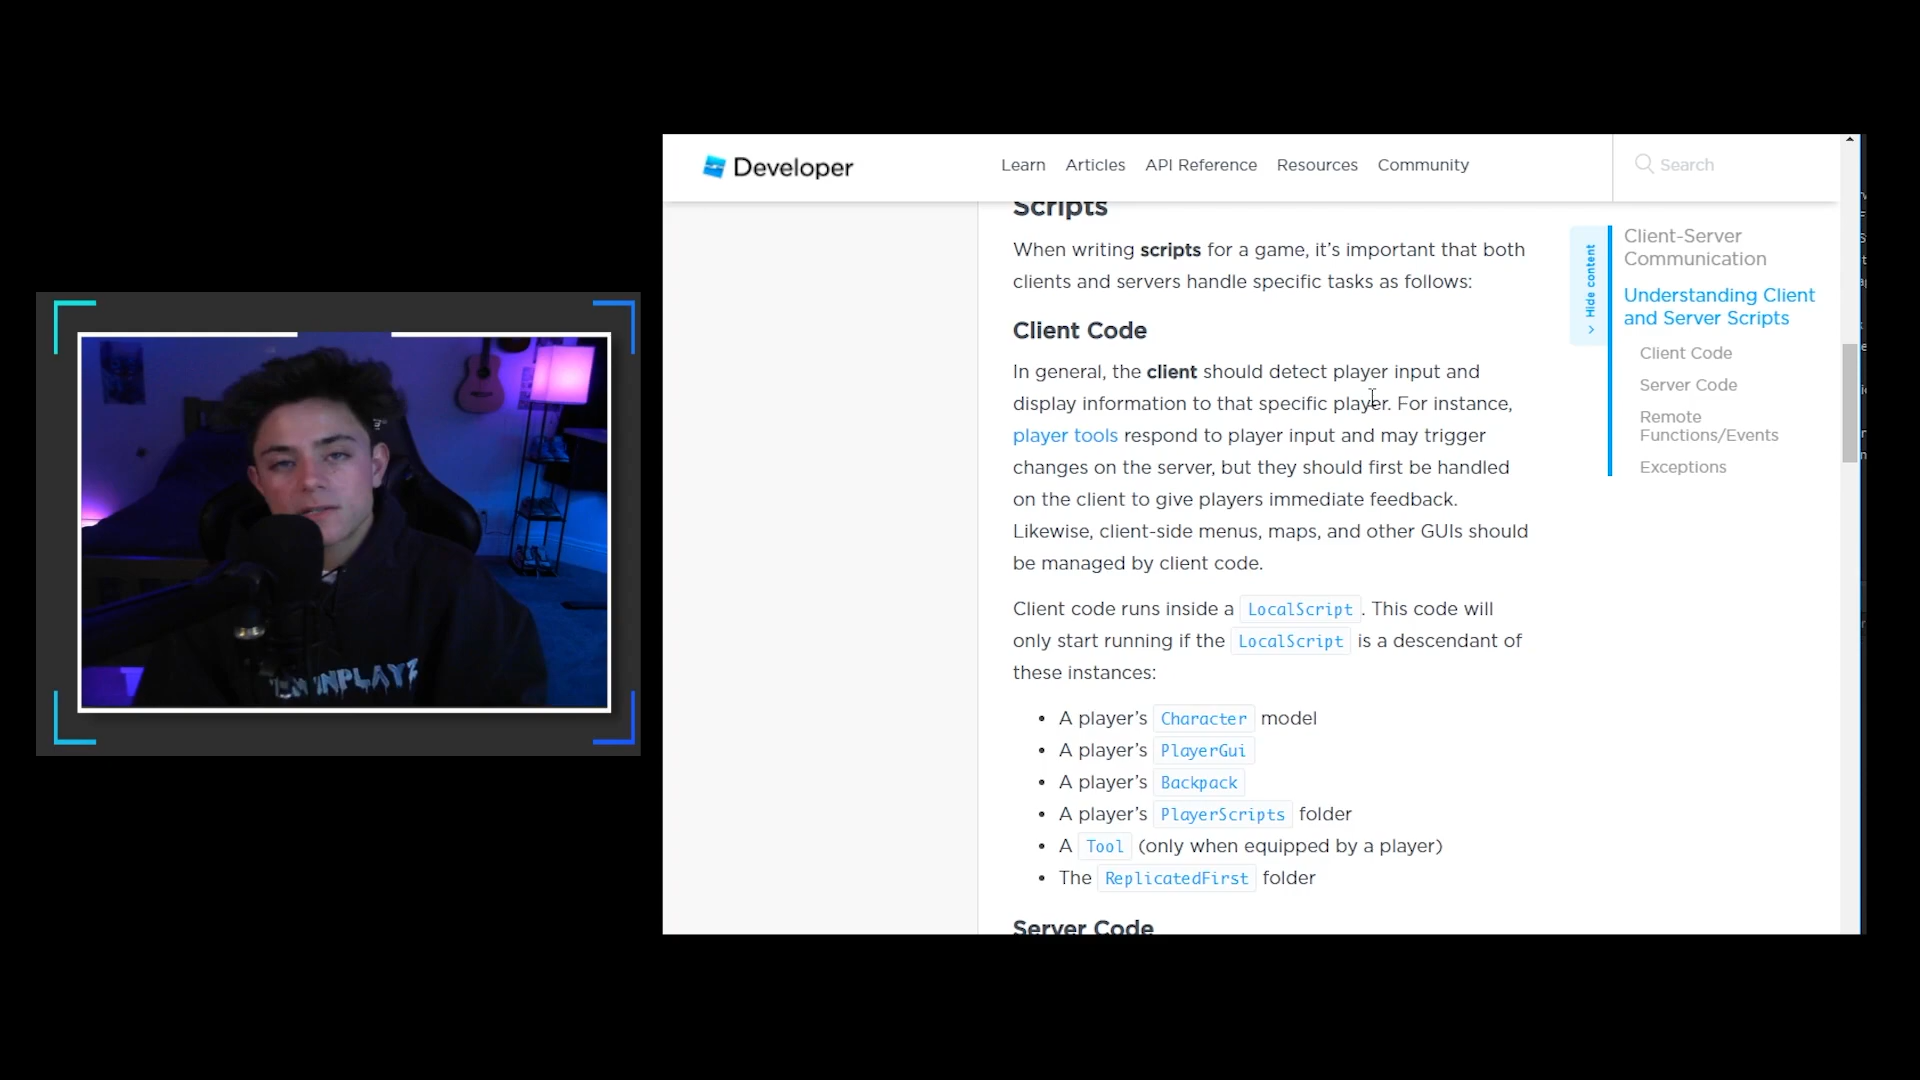 Developer
Learn Articles API Reference Resources Community
Search
Scripts
When writing scripts for a game, it's important that both
clients and servers handle specific tasks as follows:
Client Code
In general, the client should detect player input and
display information to that specific player. For instance,
player tools respond to player input and may trigger
changes on the server, but they should first be handled
on the client to give players immediate feedback.
Likewise, client-side menus, maps, and other GUIs should
be managed by client code.
Client code runs inside a LocalScript. This code will
only start running if the LocalScript is a descendant of
these instances:
• A player's Character model
• A player's PlayerGui
• A player's Backpack
• A player's PlayerScripts folder
• A Tool (only when equipped by a player)
• The ReplicatedFirst folder
Server Code
Hide content
Client-Server
Communication
Understanding Client
and Server Scripts
Client Code
Server Code
Remote
Functions/Events
Exceptions